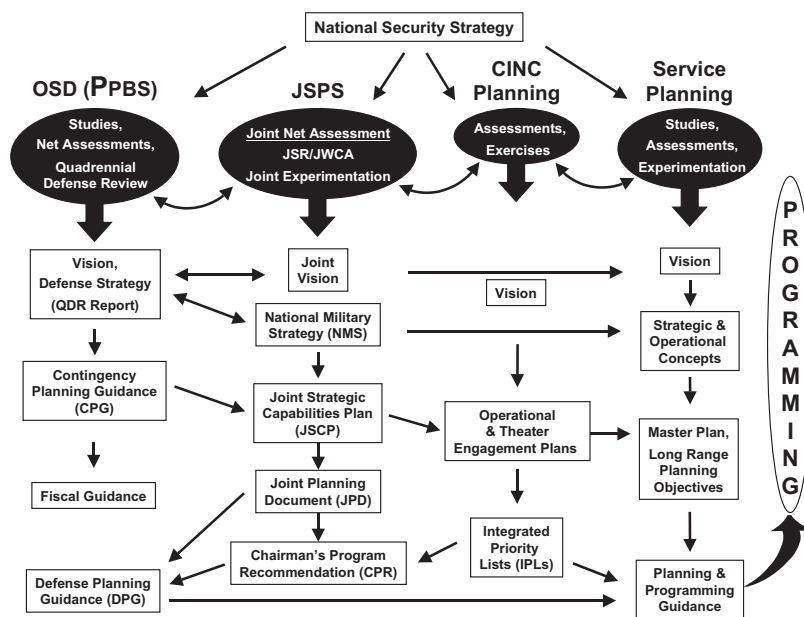 National Security Strategy
OSD (PPBS)
Studies,
Net Assessments,
Quadrennial
Defense Review
Vision,
Defense Strategy
(QDR Report)
Contingency
Planning Guidance
(CPG)
Fiscal Guidance
Defense Planning
Guidance (DPG)
JSPS
Joint Net Assessment
JSR/JWCA
Joint Experimentation
Joint
Vision
National Military
Strategy (NMS)
Joint Strategic
Capabilities Plan
(JSCP)
Joint Planning
Document (JPD)
Chairman's Program
Recommendation (CPR)
CINC
Planning
Assessments,
Exercises
Vision
Operational
& Theater
Engagement Plans
Integrated
Priority
Lists (IPLs)
Service
Planning
Studies,
Assessments,
Experimentation
Vision
Strategic &
Operational
Concepts
Master Plan,
Long Range
Planning
Objectives
Planning &
Programming
Guidance
PROGRAMMING